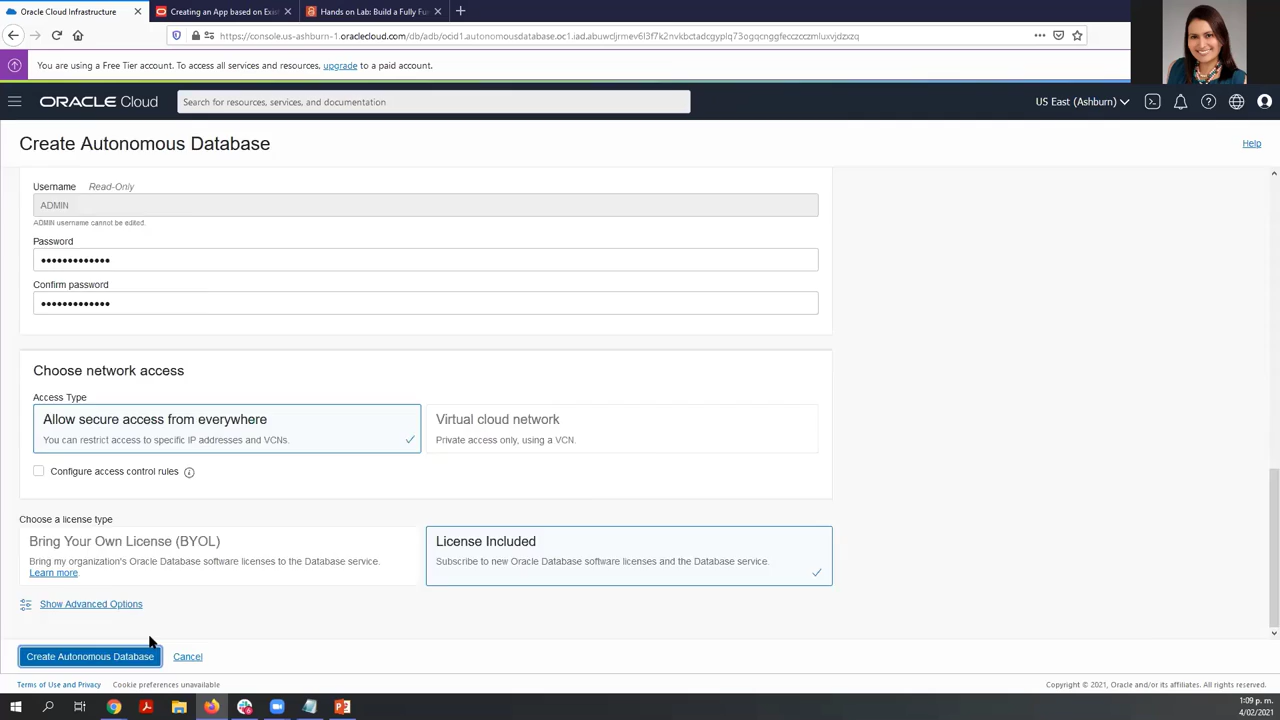 Oracle Cloud Infrastructure
Creating an App based on Exi
Hands on Lab: Build a Fully Fu
https://console.us-ashburn-1.oraclecloud.com/db/adb/ocid1.autonomousdatabase.oc1.iad.abuwcljrmev6l3f7k2vkbctadcgyplq73ogqcnggfecczczmluxvjdzxzq
You are using a Free Tier account. To access all services and resources, upgrade to a paid account.
ORACLE Cloud
Search for resources, services, and documentation
US East (Ashburn)
Create Autonomous Database
Help
Username Read-Only
ADMIN
ADMIN username cannot be edited.
Password
Confirm password
Choose network access
Access Type
Allow secure access from everywhere
You can restrict access to specific IP addresses and VCNs.
Virtual cloud network
Private access only, using a VCN.
Configure access control rules
Choose a license type
Bring Your Own License (BYOL)
Bring my organization's Oracle Database software licenses to the Database service.
Learn more.
License Included
Subscribe to new Oracle Database software licenses and the Database service.
Show Advanced Options
Create Autonomous Database
Cancel
Terms of Use and Privacy
Cookie preferences unavailable
Copyright © 2021, Oracle and/or its affiliates. All rights reserved.
1:09 p. m.
4/02/2021